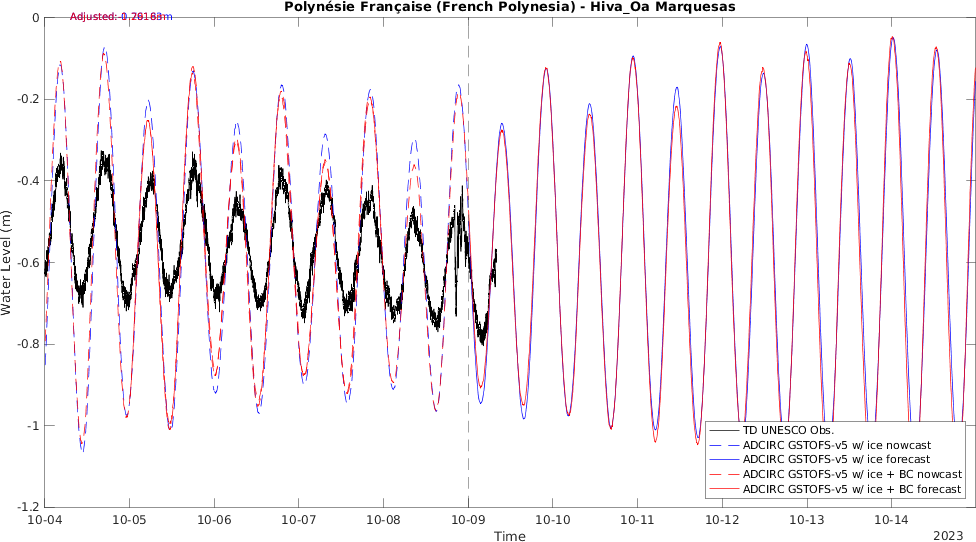 Polynésie Française (French Polynesia) - Hiva_Oa Marquesas
Adjusted:
0
-0.2
-0.4
-0.6
-0.8
-1
-1.2
Water Level (m)
TD UNESCO Obs.
ADCIRC GSTOFS-v5 w/ ice nowcast
ADCIRC GSTOFS-v5 w/ ice forecast
ADCIRC GSTOFS-v5 w/ ice + BC nowcast
ADCIRC GSTOFS-v5 w/ ice + BC forecast
10-04 10-05 10-06 10-07 10-08 10-09 10-10 10-11 10-12 10-13 10-14
Time
2023